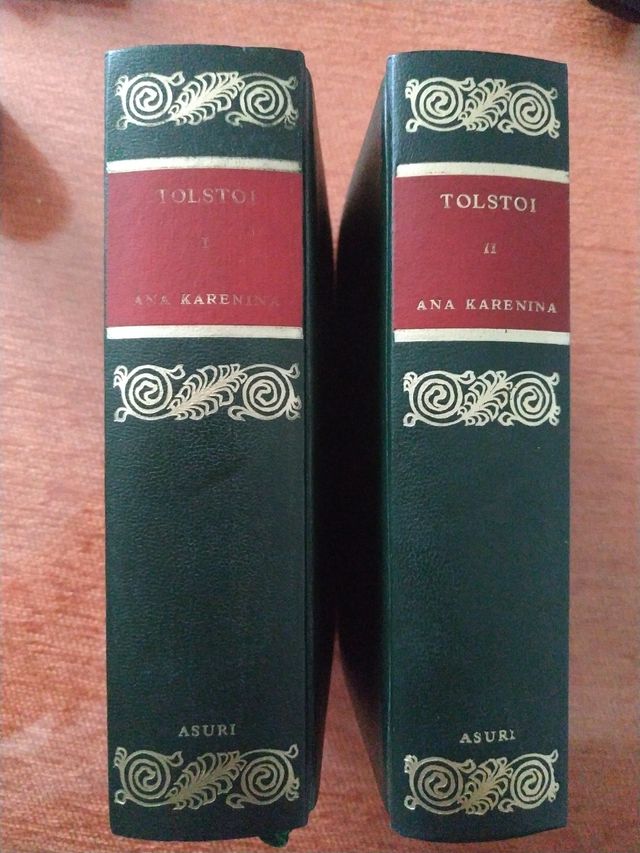 TOLSTOI
I
ANA KARENINA
ASURI
TOLSTOI
II
ANA KARENINA
ASURI